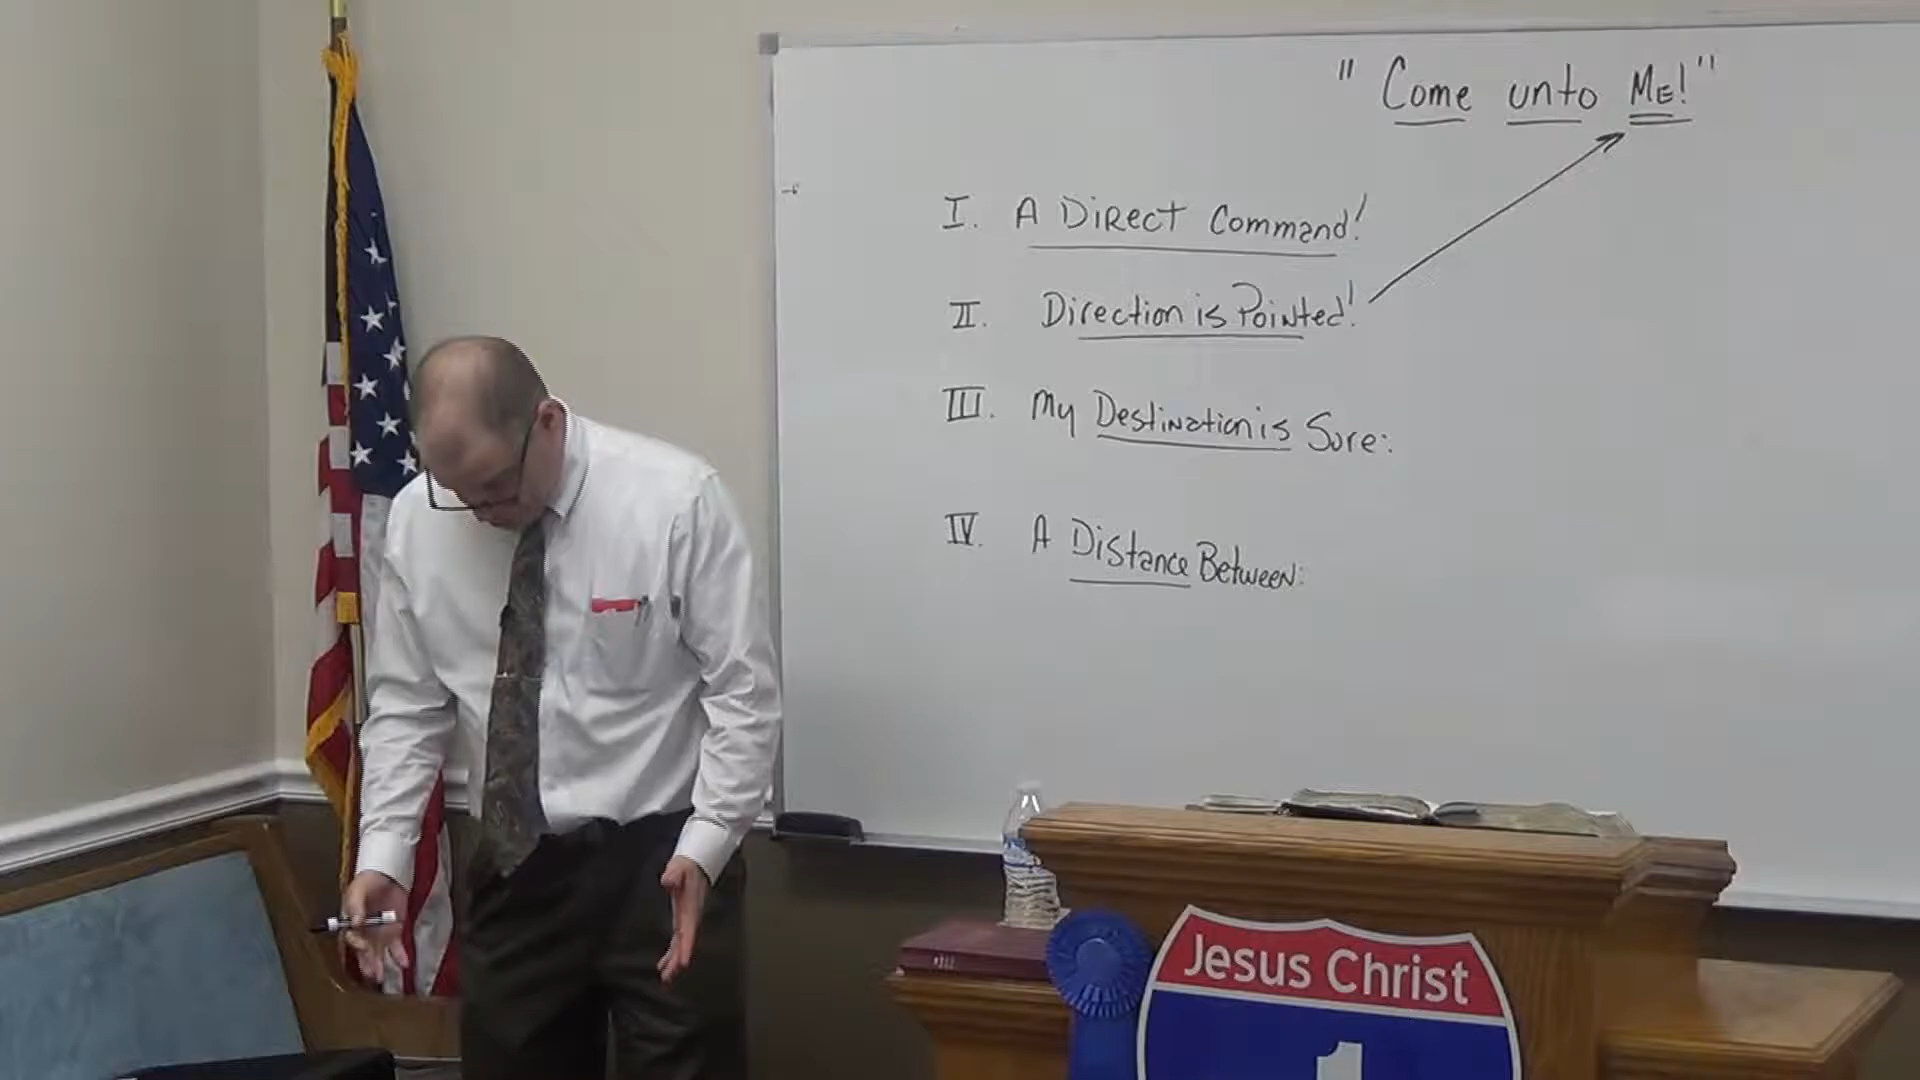 "Come unto ME!"
I. A Direct Command!
II. Direction is Pointed!
III. My Destination is Sure:
IV. A Distance Between:
Jesus Christ
1